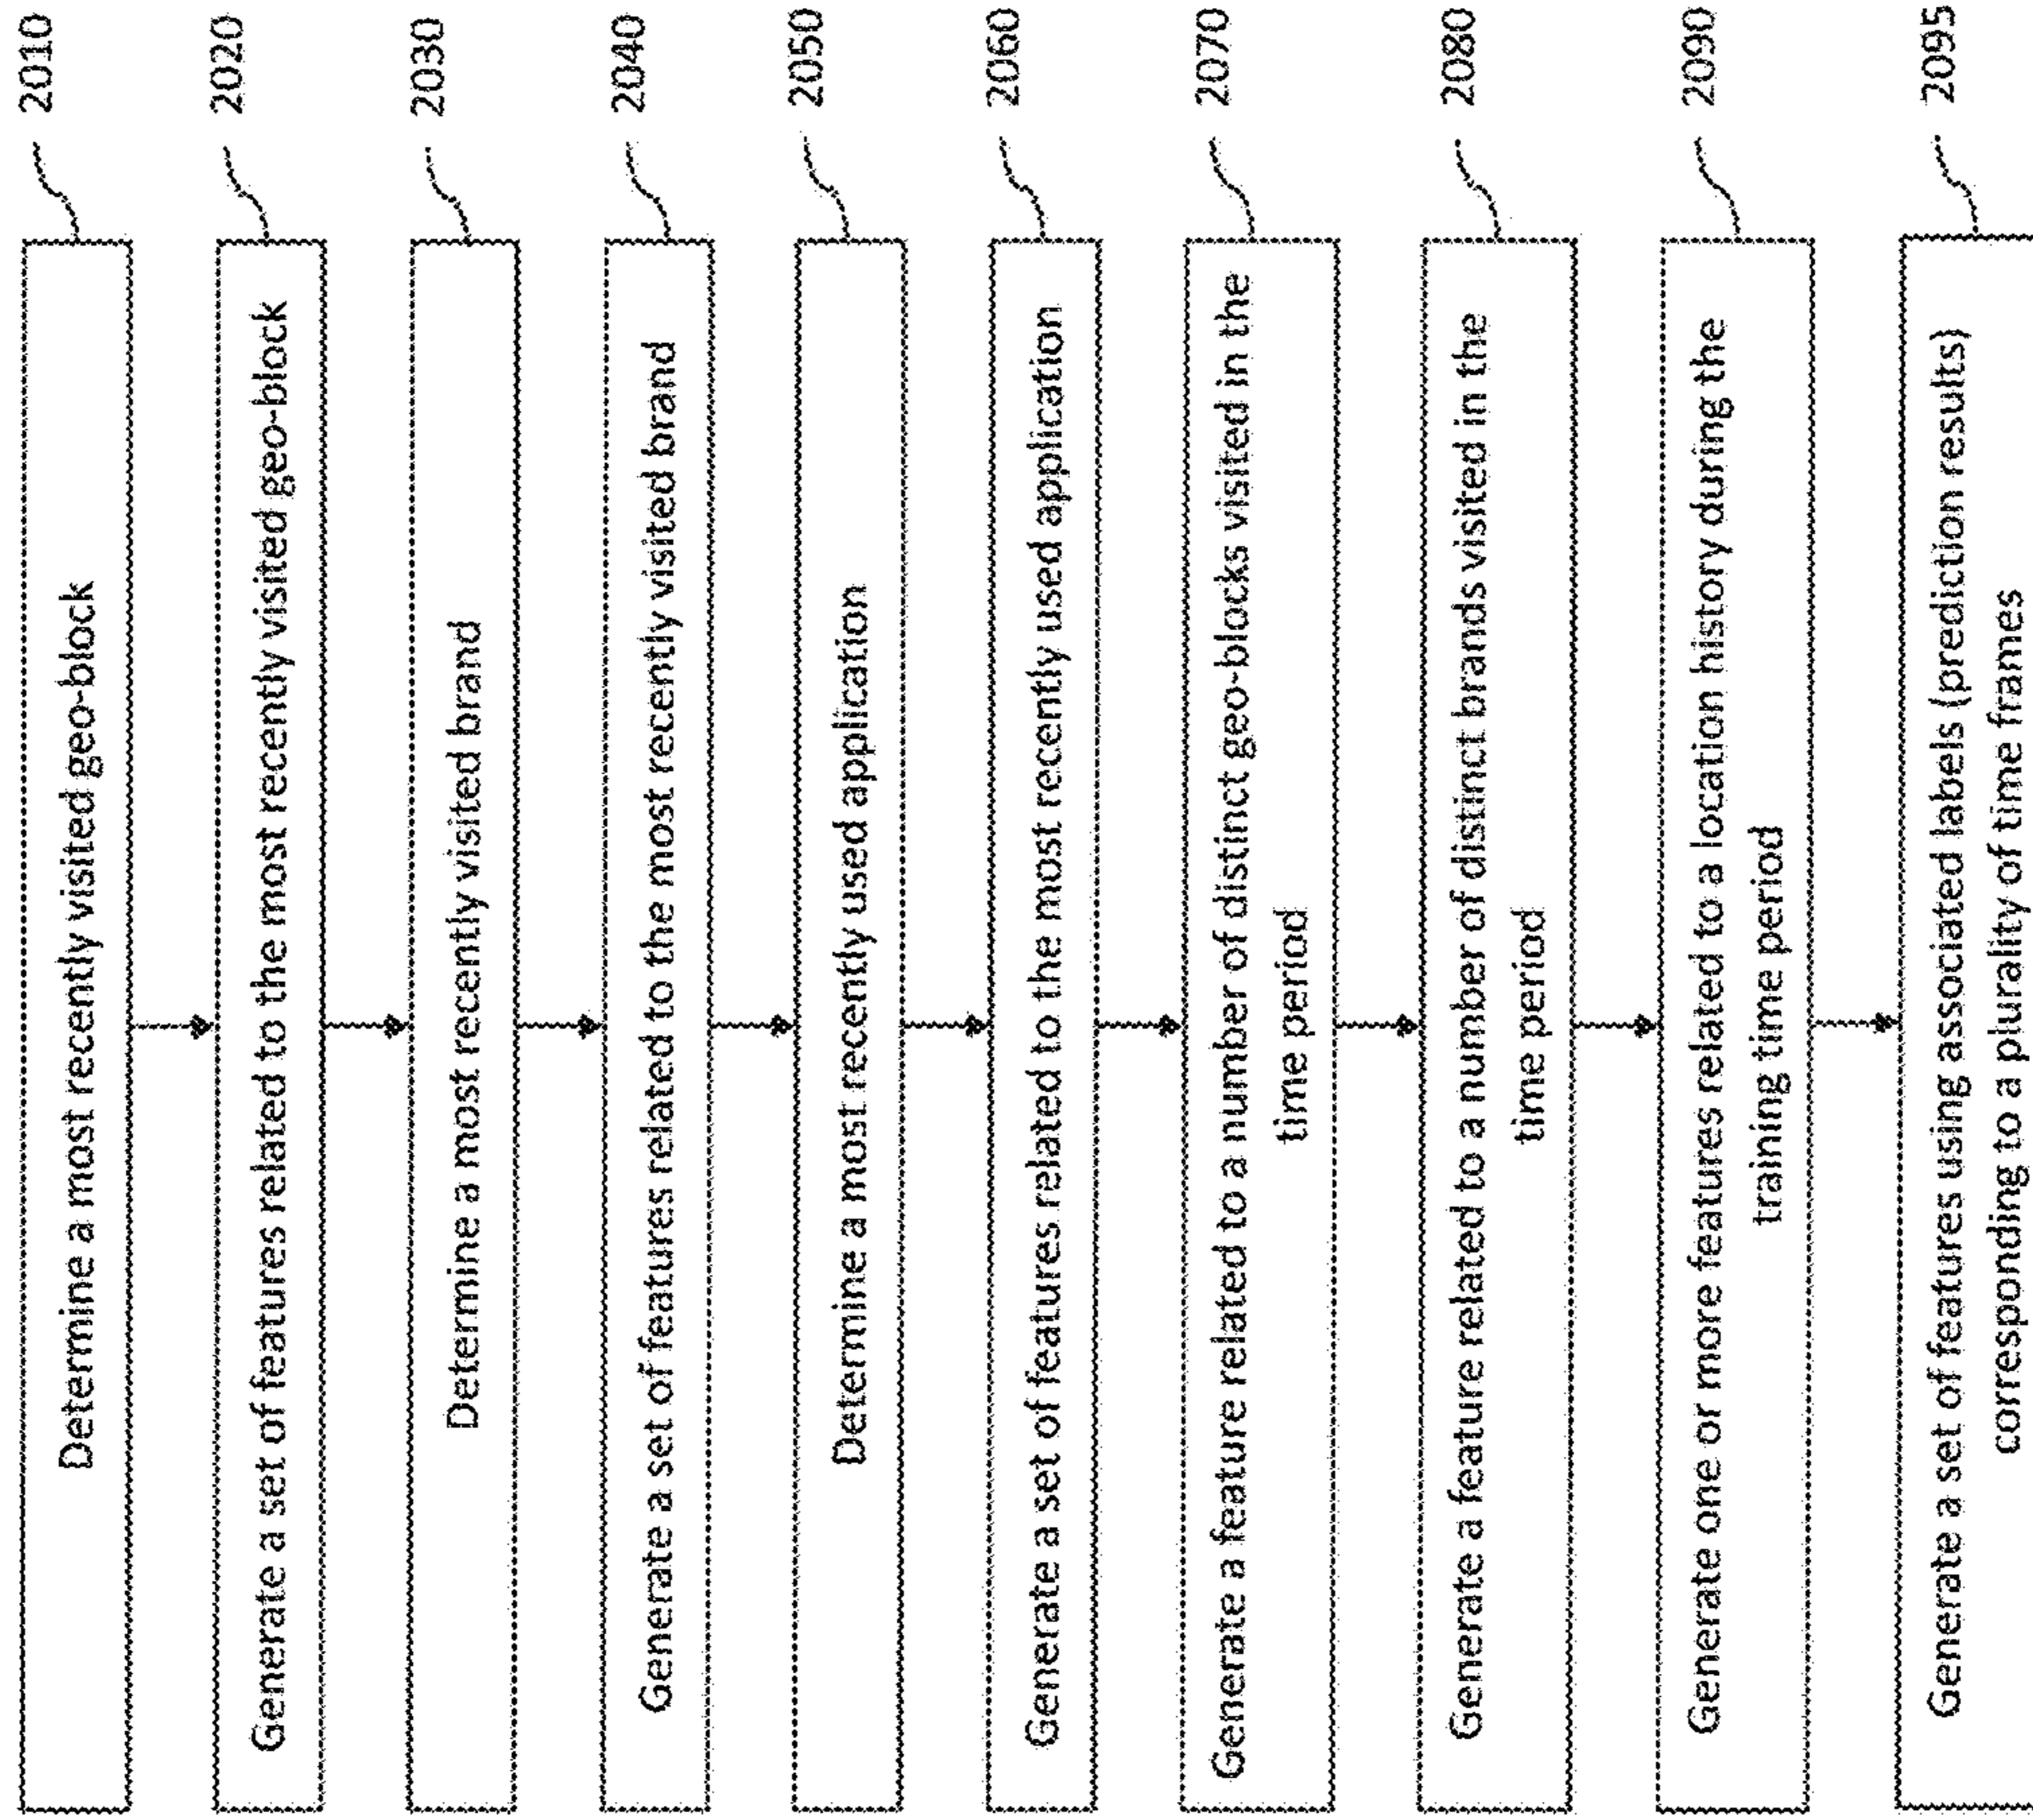 Determine a most recently visited geo-block
2010
Generate a set of features related to the most recently visited geo-block
2020
Determine a most recently visited brand
2030
Generate a set of features related to the most recently visited brand
2040
Determine a most recently used application
2050
Generate a set of features related to the most recently used application
2060
Generate a feature related to a number of distinct geo-blocks visited in the
time period
2070
Generate a feature related to a number of distinct brands visited in the
time period
2080
Generate one or more features related to a location history during the
training time period
2090
Generate a set of features using associated labels (prediction results)
corresponding to a plurality of time frames
2095